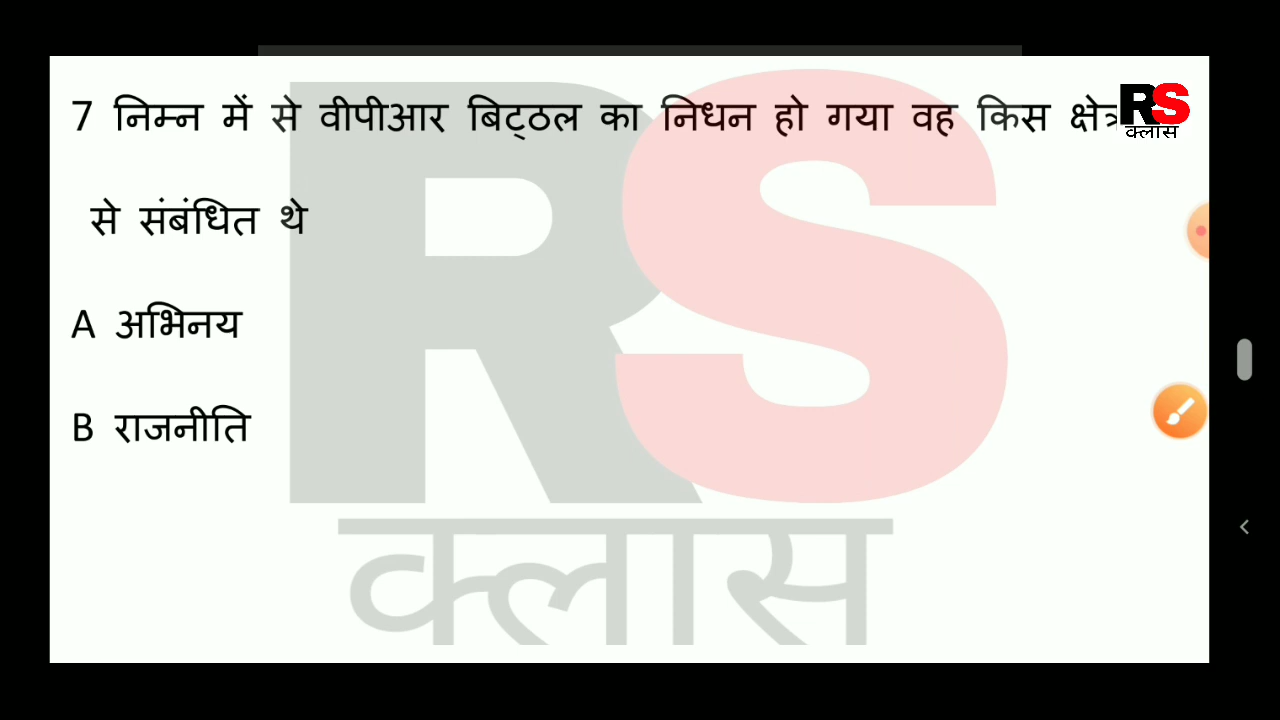 7 निम्न में से वीपीआर बिट्ठल का निधन हो गया वह किस क्षेत्र
RS
क्लास
से संबंधित थे
A अभिनय
B राजनीति
RS
क्लास